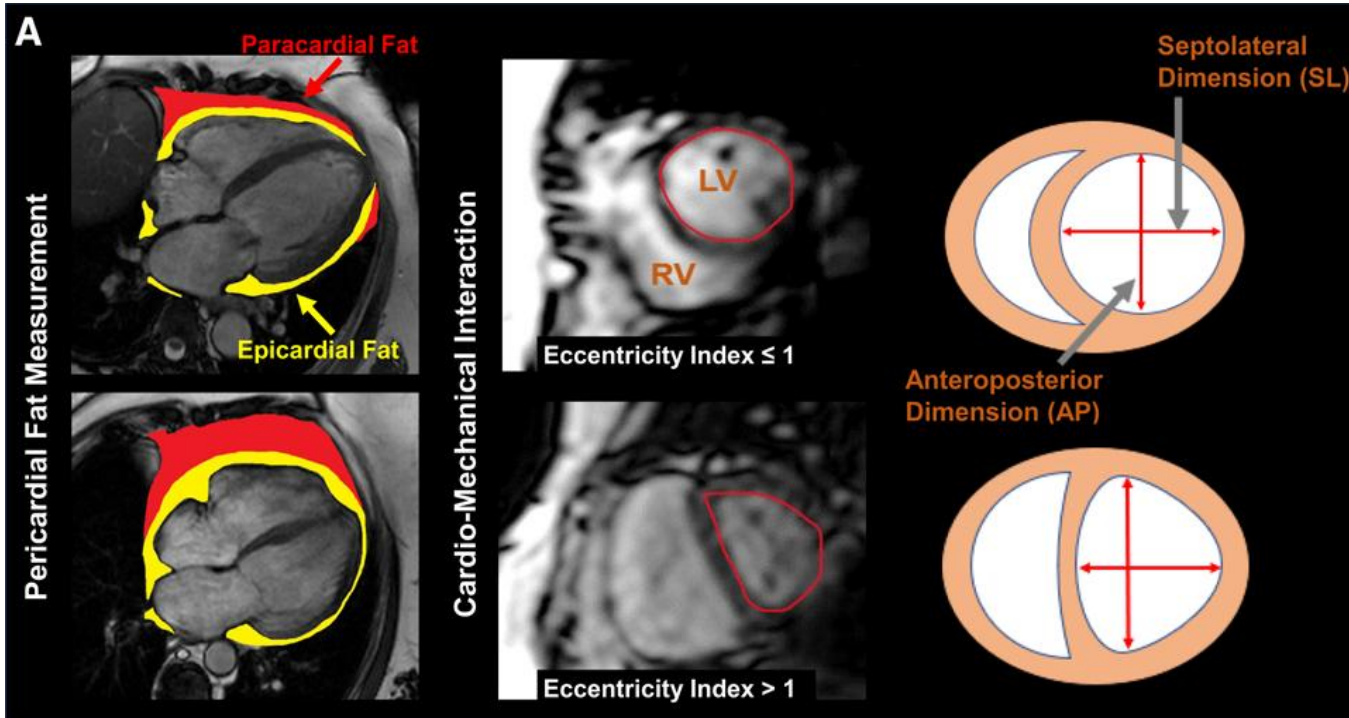 A
Pericardial Fat Measurement
Paracardial Fat
Epicardial Fat
Cardio-Mechanical Interaction
LV
RV
Eccentricity Index ≤ 1
Eccentricity Index > 1
Septolateral
Dimension (SL)
Anteroposterior
Dimension (AP)